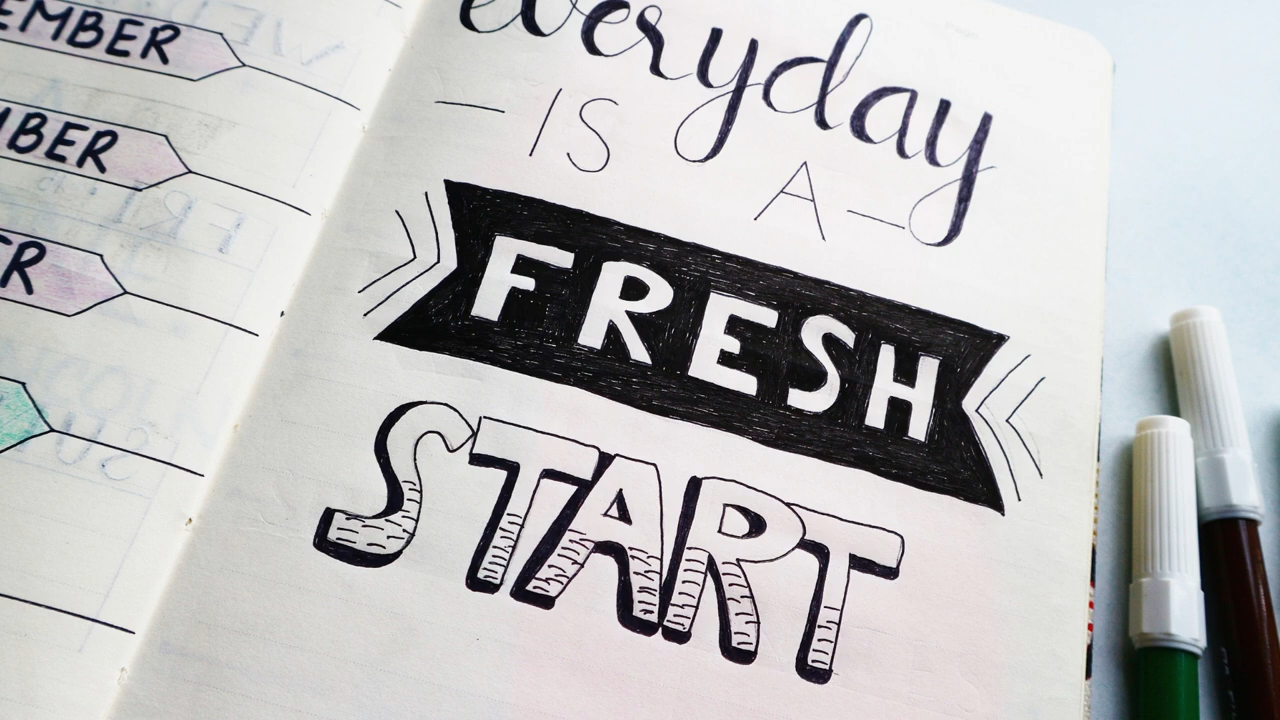 EMBER
MBER
ER
everyday
— IS A —
FRESH
START